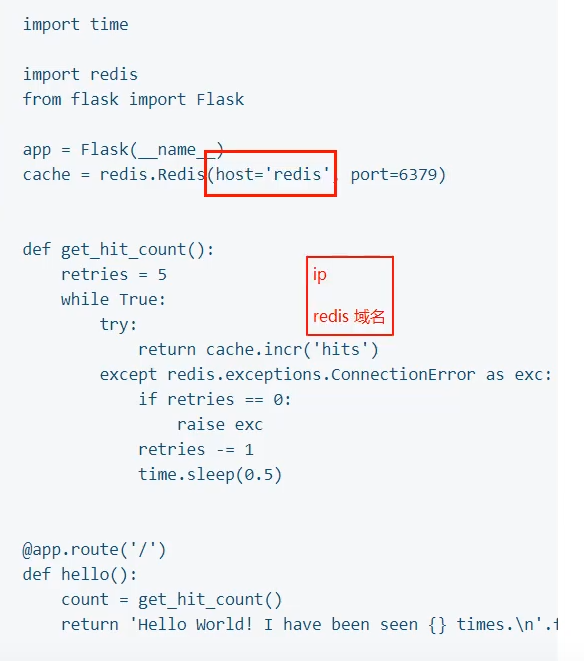 import time
import redis
from flask import Flask
app = Flask(__name__)
cache = redis.Redis(host='redis', port=6379)
def get_hit_count():
    retries = 5
    while True:
        try:
            return cache.incr('hits')
        except redis.exceptions.ConnectionError as exc:
            if retries == 0:
                raise exc
            retries -= 1
            time.sleep(0.5)
ip
redis 域名
@app.route('/')
def hello():
    count = get_hit_count()
    return 'Hello World! I have been seen {} times.\n'.f